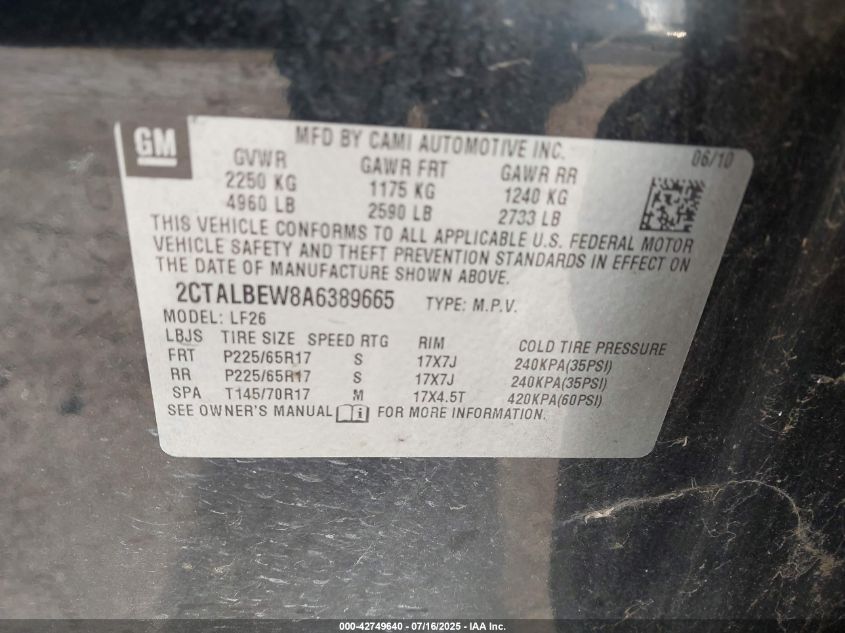 GM
MFD BY CAMI AUTOMOTIVE INC. 06/10
GVWR GAWR FRT GAWR RR
2250 KG 1175 KG 1240 KG
4960 LB 2590 LB 2733 LB
THIS VEHICLE CONFORMS TO ALL APPLICABLE U.S. FEDERAL MOTOR
VEHICLE SAFETY AND THEFT PREVENTION STANDARDS IN EFFECT ON
THE DATE OF MANUFACTURE SHOWN ABOVE.
2CTALBEW8A6389665 TYPE: M.P.V.
MODEL: LF26
LBJS TIRE SIZE SPEED RTG RIM COLD TIRE PRESSURE
FRT P225/65R17 S 17X7J 240KPA(35PSI)
RR P225/65R17 S 17X7J 240KPA(35PSI)
SPA T145/70R17 M 17X4.5T 420KPA(60PSI)
SEE OWNER'S MANUAL i FOR MORE INFORMATION.
000-42749640 - 07/16/2025 - IAA Inc.